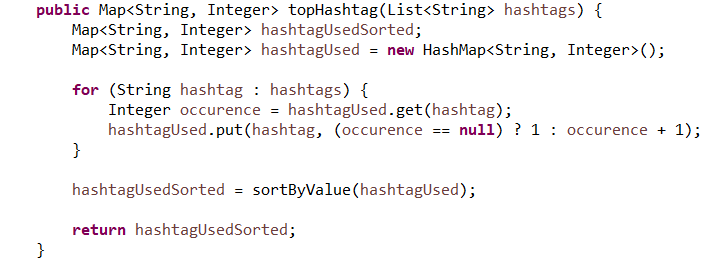 public Map<String, Integer> topHashtag(List<String> hashtags) {
    Map<String, Integer> hashtagUsedSorted;
    Map<String, Integer> hashtagUsed = new HashMap<String, Integer>();

    for (String hashtag : hashtags) {
        Integer occurence = hashtagUsed.get(hashtag);
        hashtagUsed.put(hashtag, (occurence == null) ? 1 : occurence + 1);
    }

    hashtagUsedSorted = sortByValue(hashtagUsed);

    return hashtagUsedSorted;
}